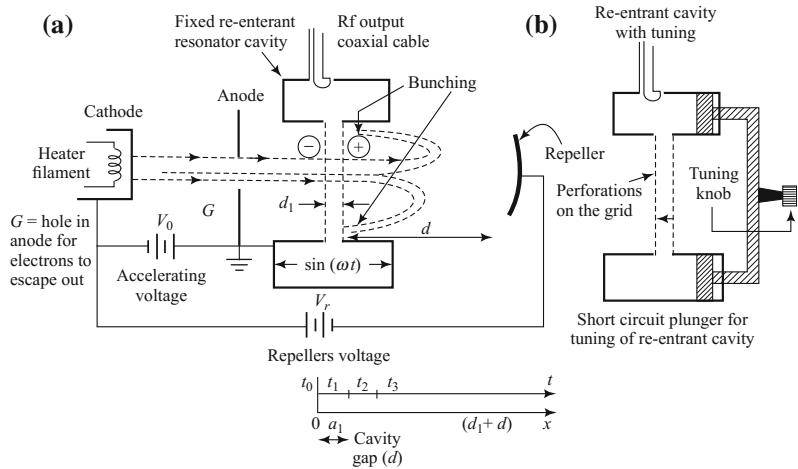 (a)
Fixed re-enterant
resonator cavity
Rf output
coaxial cable
(b)
Re-entrant cavity
with tuning
Cathode
Anode
Bunching
Heater
filament
−
+
Repeller
Perforations
on the grid
Tuning
knob
G = hole in
anode for
electrons to
escape out
V0
G
d1
d
Accelerating
voltage
sin (ωt)
Vr
Repellers voltage
Short circuit plunger for
tuning of re-entrant cavity
t0 t1 t2 t3 t
0 a1 (d1+ d) x
Cavity
gap (d)